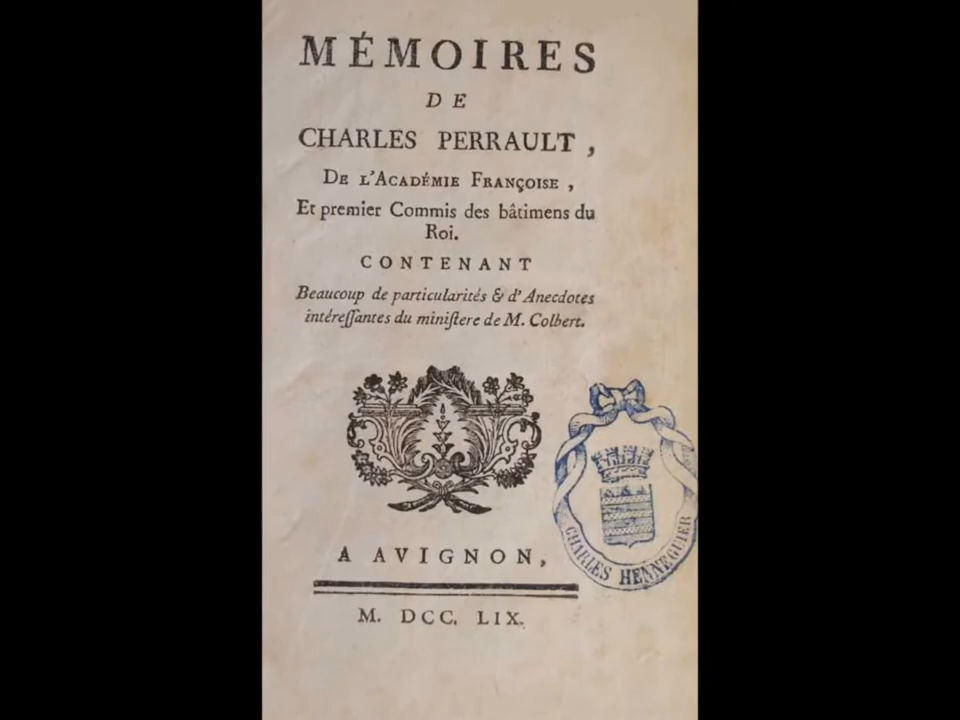 MÉMOIRES
DE
CHARLES PERRAULT,
DE L'ACADÉMIE FRANÇOISE,
Et premier Commis des bâtimens du
Roi.
CONTENANT
Beaucoup de particularités & d'Anecdotes
intéreſſantes du miniſtere de M. Colbert.
A AVIGNON,
M. DCC. LIX.
CHARLES HENNEGUIER